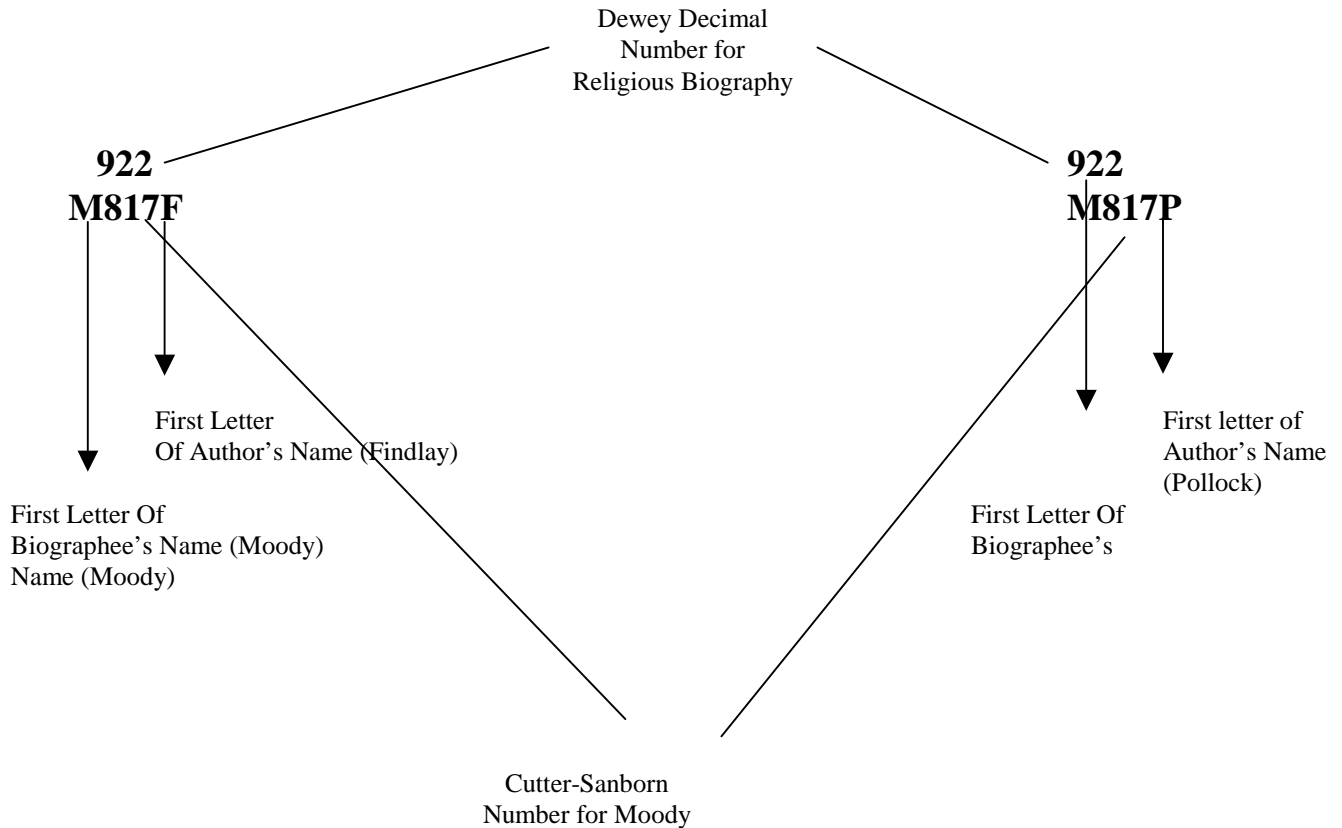 Dewey Decimal
Number for
Religious Biography
922
M817F
922
M817P
First Letter
Of Author’s Name (Findlay)
First letter of
Author’s Name
(Pollock)
First Letter Of
Biographee’s Name (Moody)
Name (Moody)
First Letter Of
Biographee’s
Cutter-Sanborn
Number for Moody